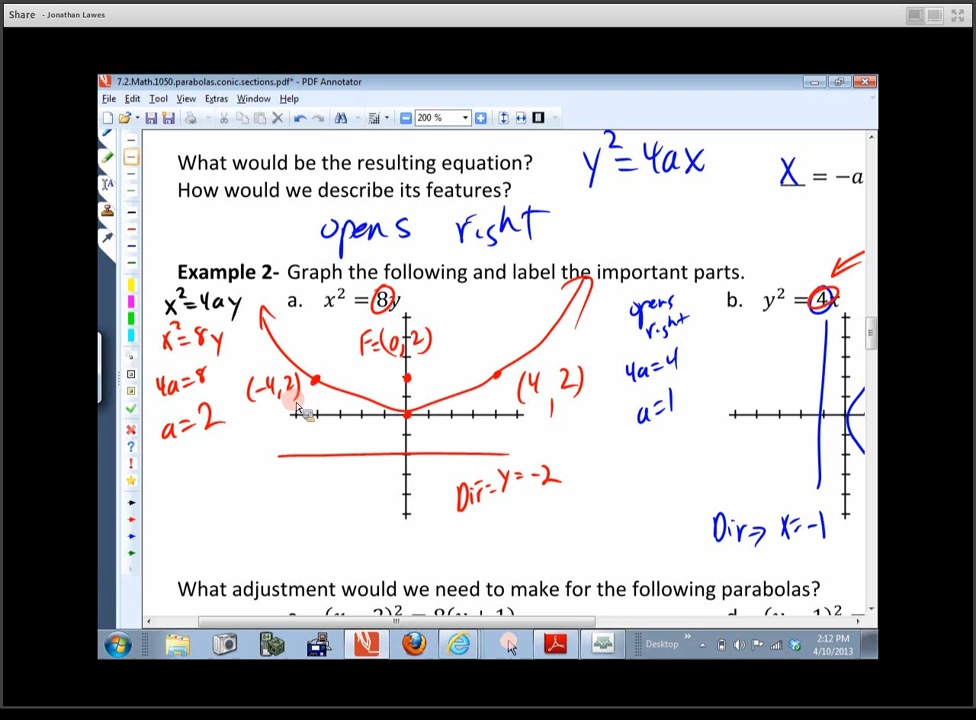 Share - Jonathan Lawes
7.2.Math.1050.parabolas.conic.sections.pdf* - PDF Annotator
File Edit Tool View Extras Window Help
200 %
What would be the resulting equation? y²=4ax X = −a
How would we describe its features?
opens right
Example 2- Graph the following and label the important parts.
x²=4ay a. x² = 8y opens right b. y² = 4x
x²=8y F=(0,2)
4a=8 (-4,2) (4,2) 4a=4
a=2 a=1
Dir= y=-2
Dir⇒ x=-1
What adjustment would we need to make for the following parabolas?
Desktop
2:12 PM
4/10/2013